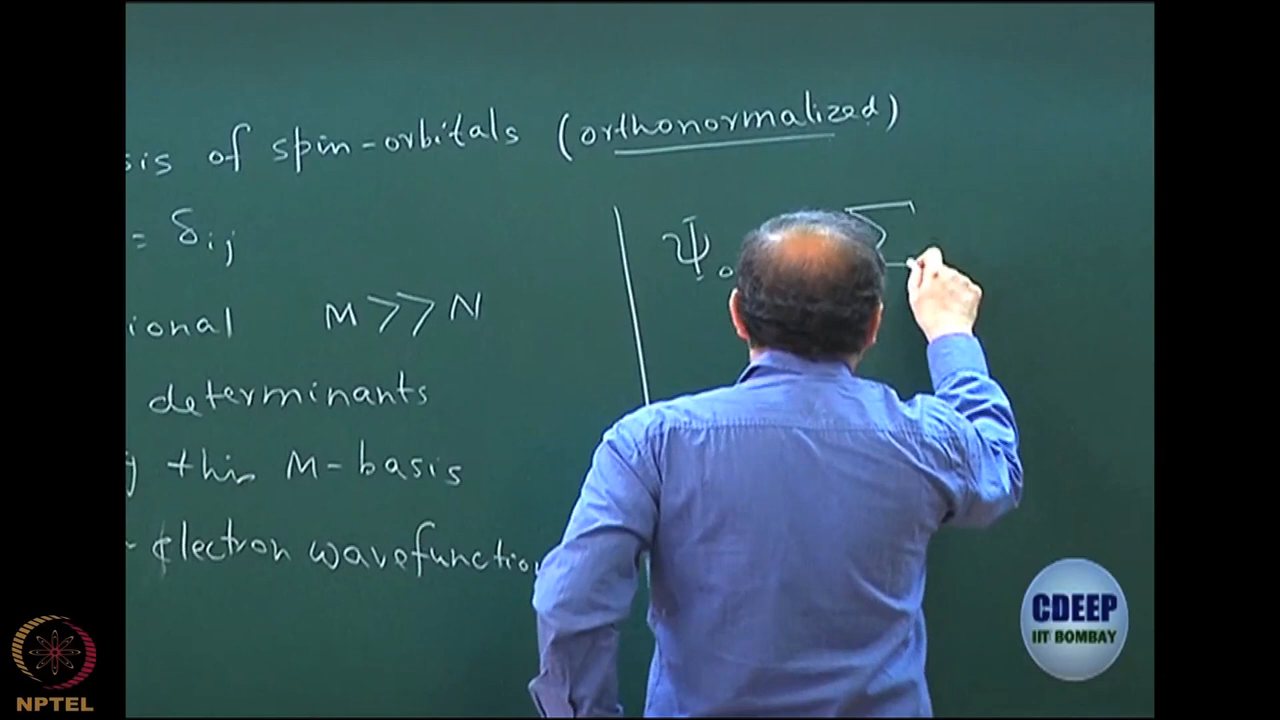 sis of spin-orbitals (orthonormalized)
= δij
ional M >> N
determinants
this M-basis
electron wavefunction
Ψ₀ Σ
CDEEP
IIT BOMBAY
NPTEL